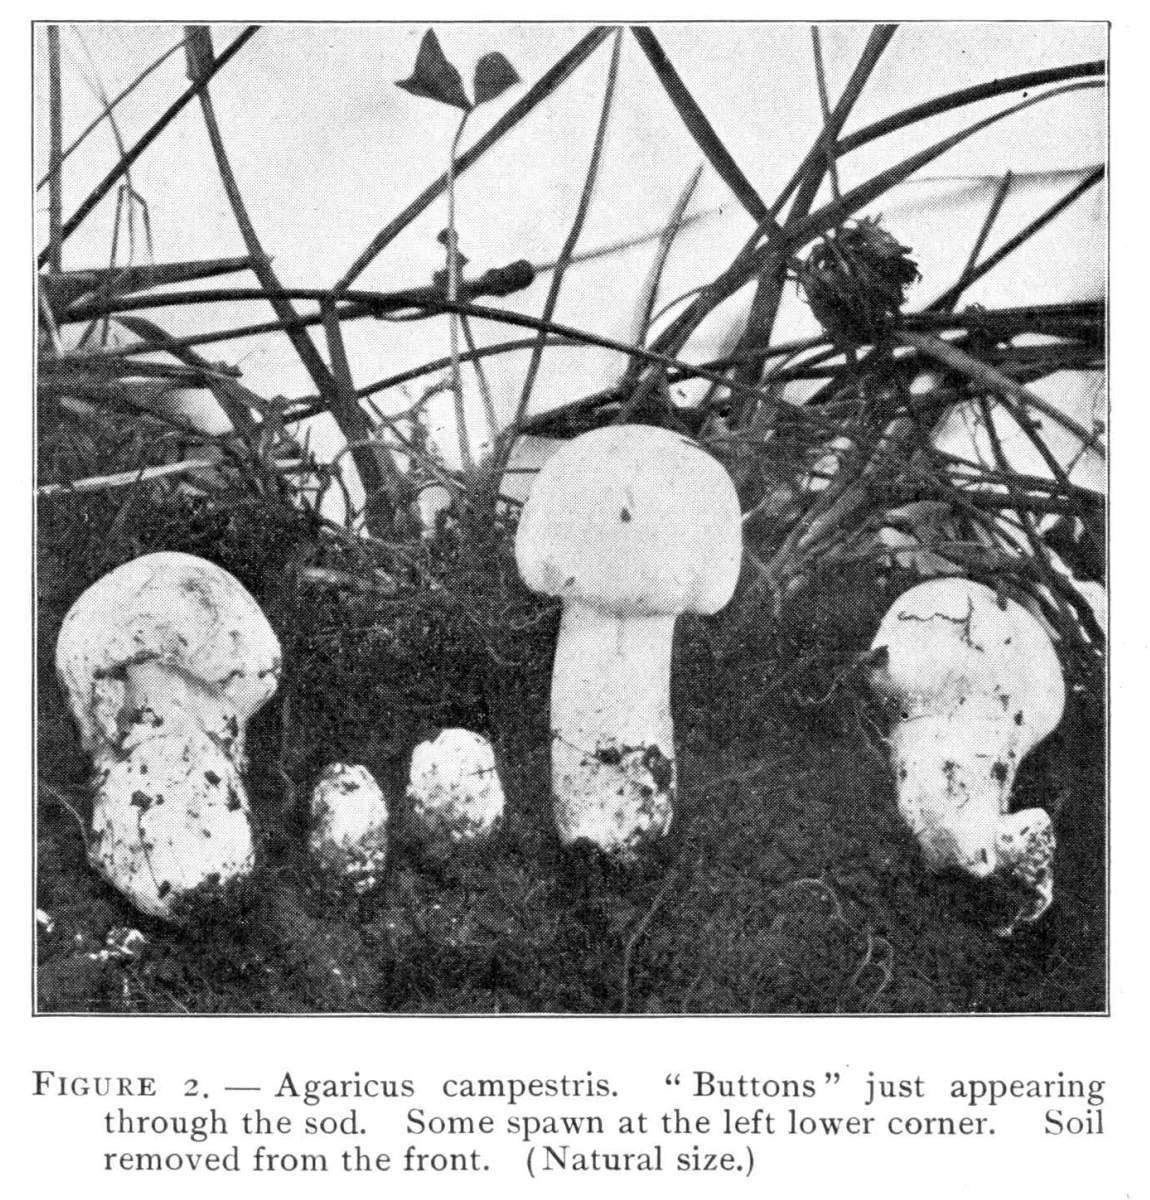 FIGURE 2. — Agaricus campestris. “Buttons” just appearing
through the sod. Some spawn at the left lower corner. Soil
removed from the front. (Natural size.)